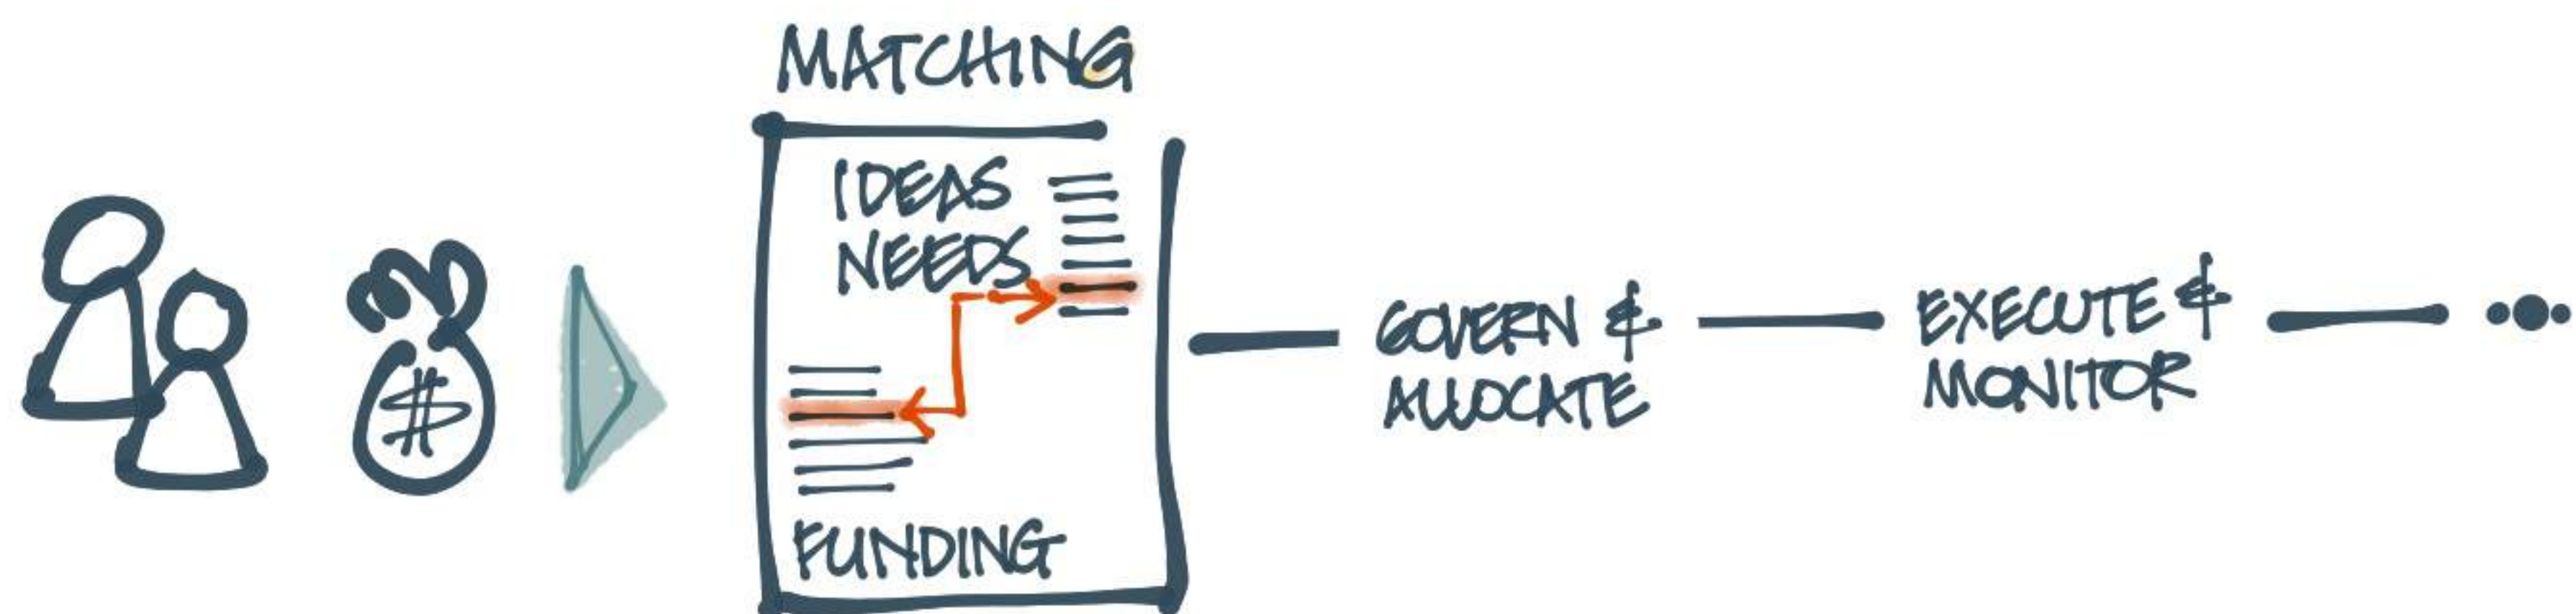 MATCHING
IDEAS
NEEDS
$
FUNDING
GOVERN &
ALLOCATE
EXECUTE &
MONITOR